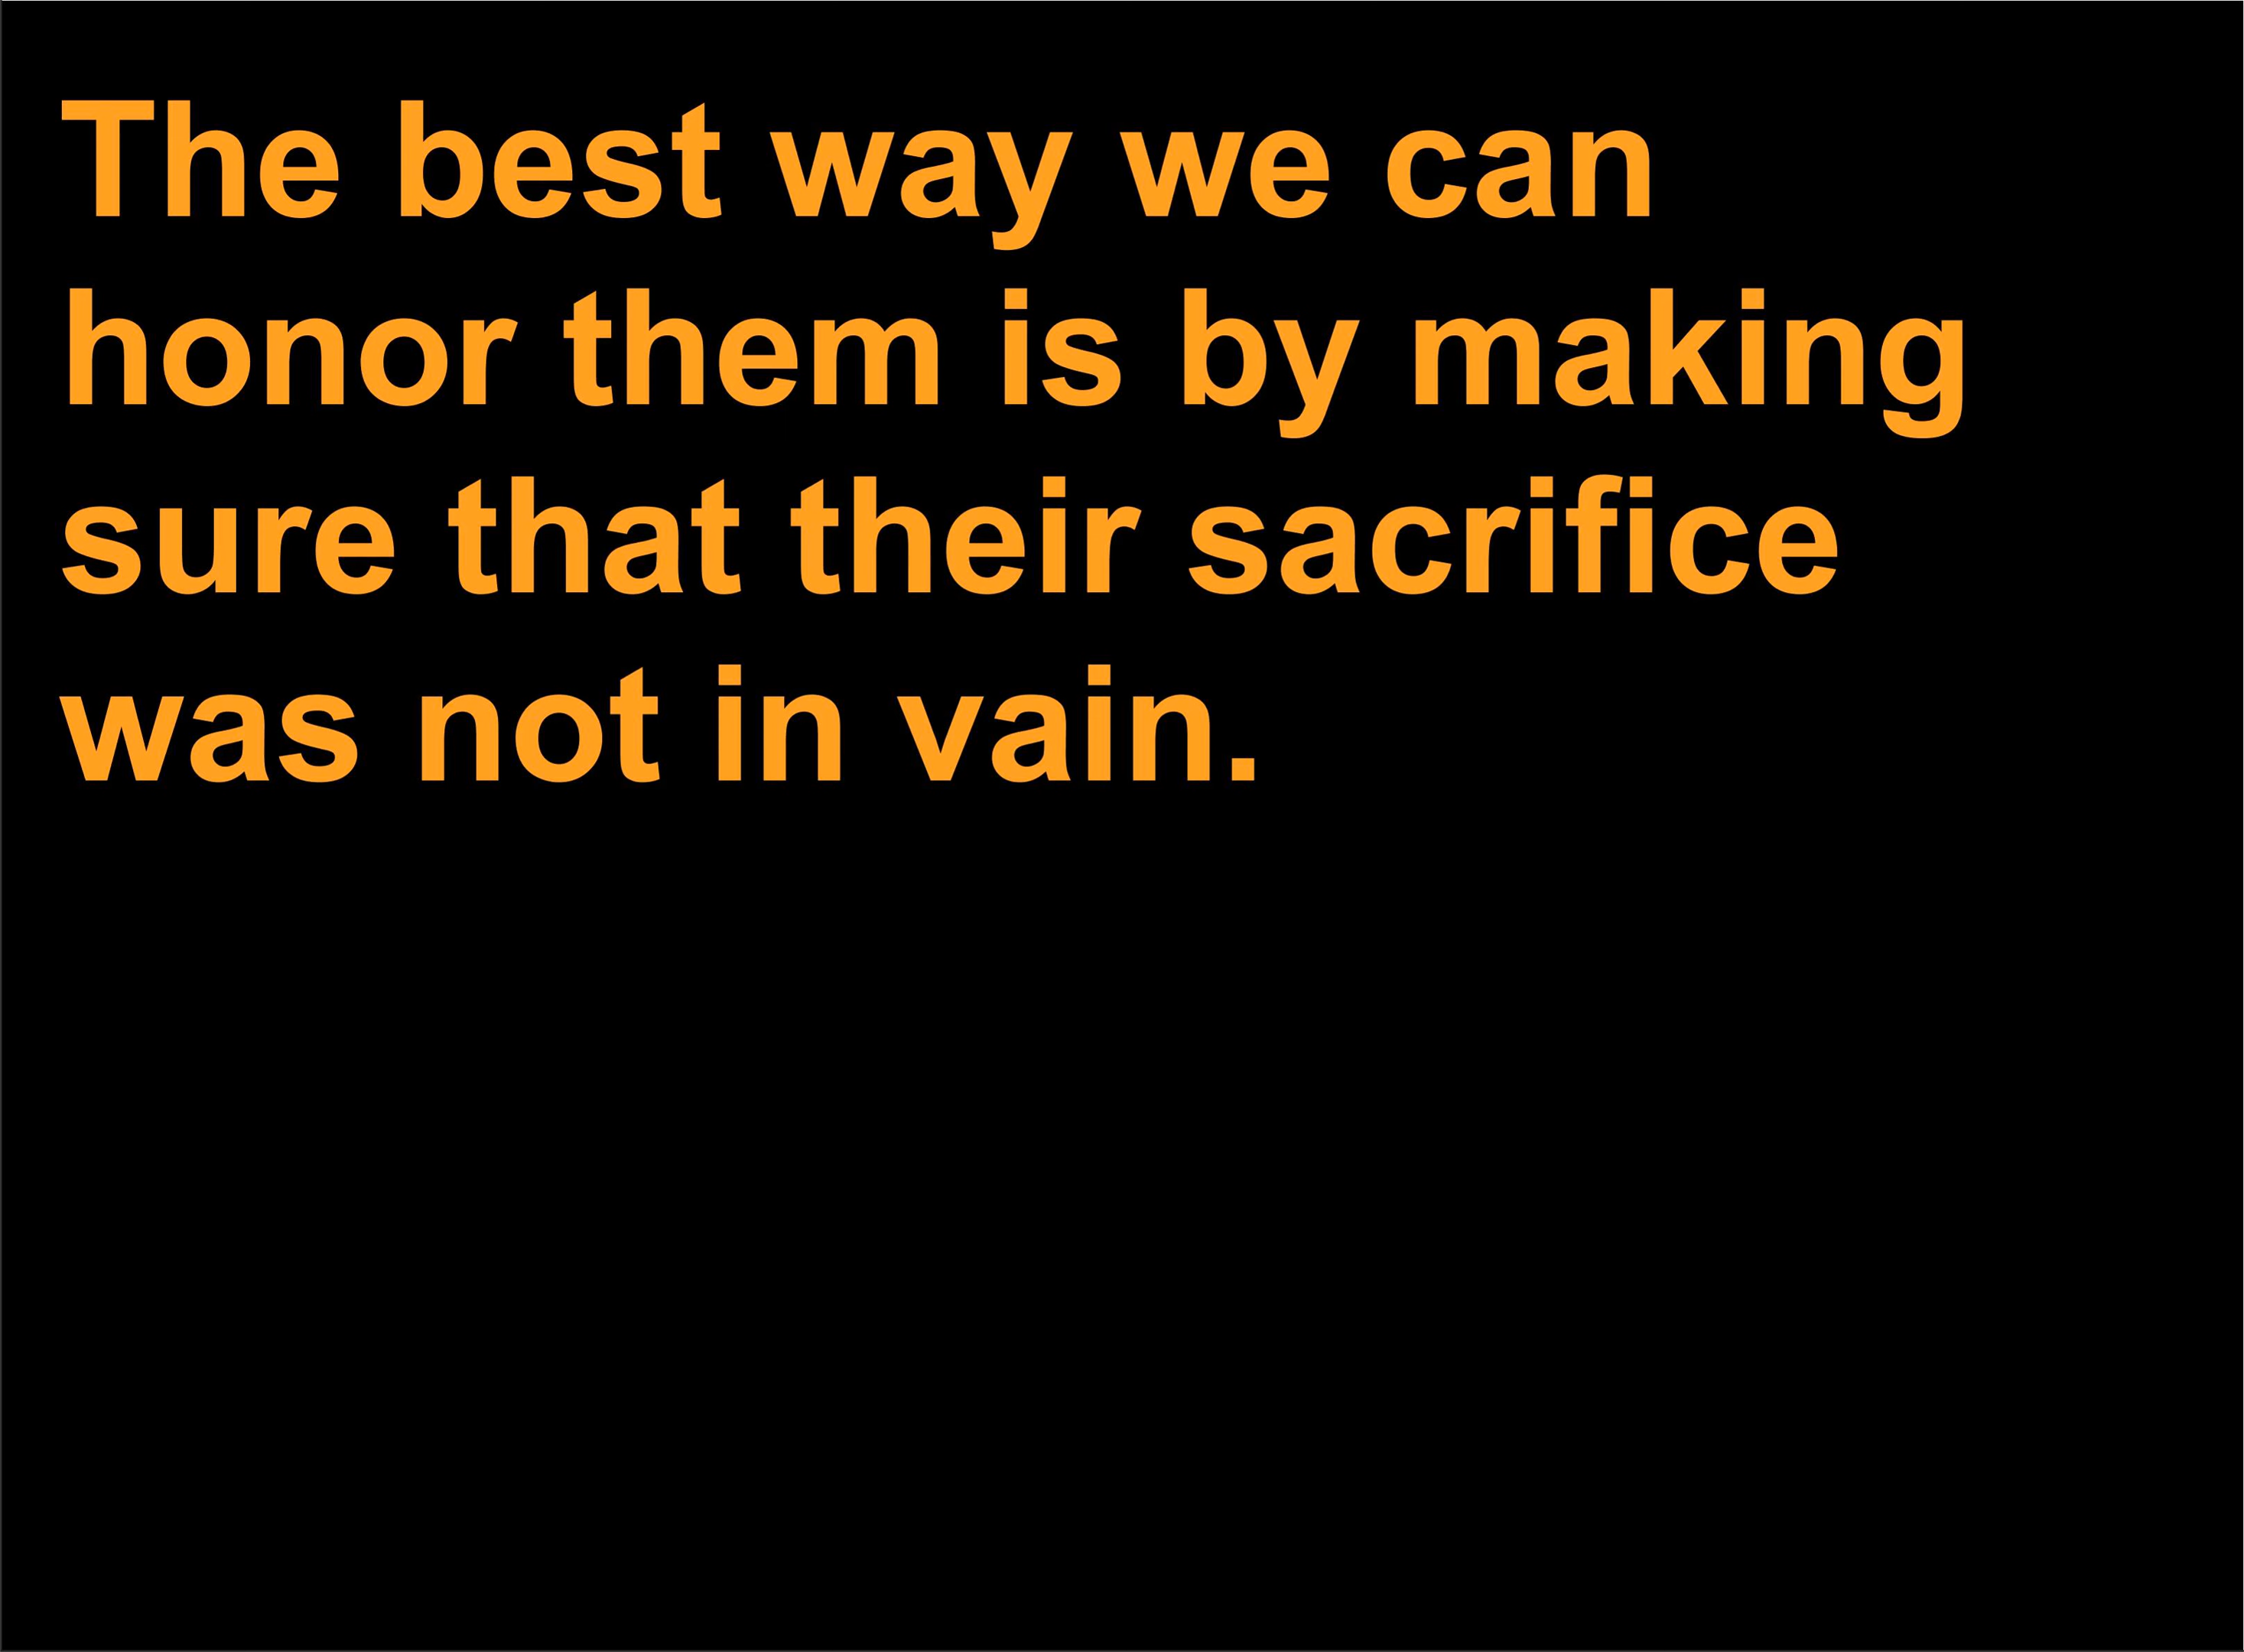 The best way we can
honor them is by making
sure that their sacrifice
was not in vain.